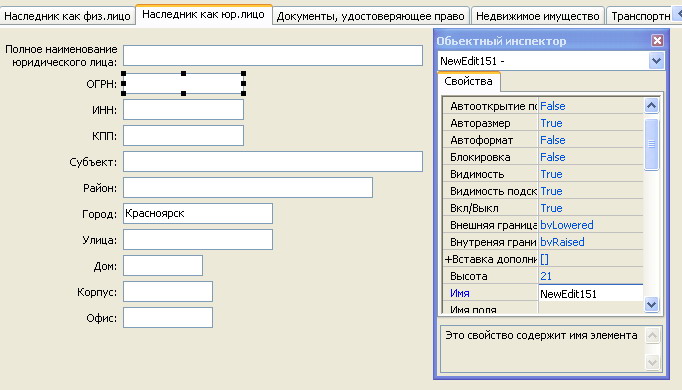 Наследник как физ.лицо
Наследник как юр.лицо
Документы, удостоверяющее право
Недвижимое имущество
Транспортн
Полное наименование
юридического лица:
ОГРН:
ИНН:
КПП:
Субъект:
Район:
Город: Красноярск
Улица:
Дом:
Корпус:
Офис:
Обьектный инспектор
NewEdit151 -
Свойства
Автооткрытие по False
Авторазмер True
Автоформат False
Блокировка False
Видимость True
Видимость подск True
Вкл/Выкл True
Внешняя граница bvLowered
Внутреняя грани bvRaised
+Вставка дополни []
Высота 21
Имя NewEdit151
Имя поля
Это свойство содержит имя элемента